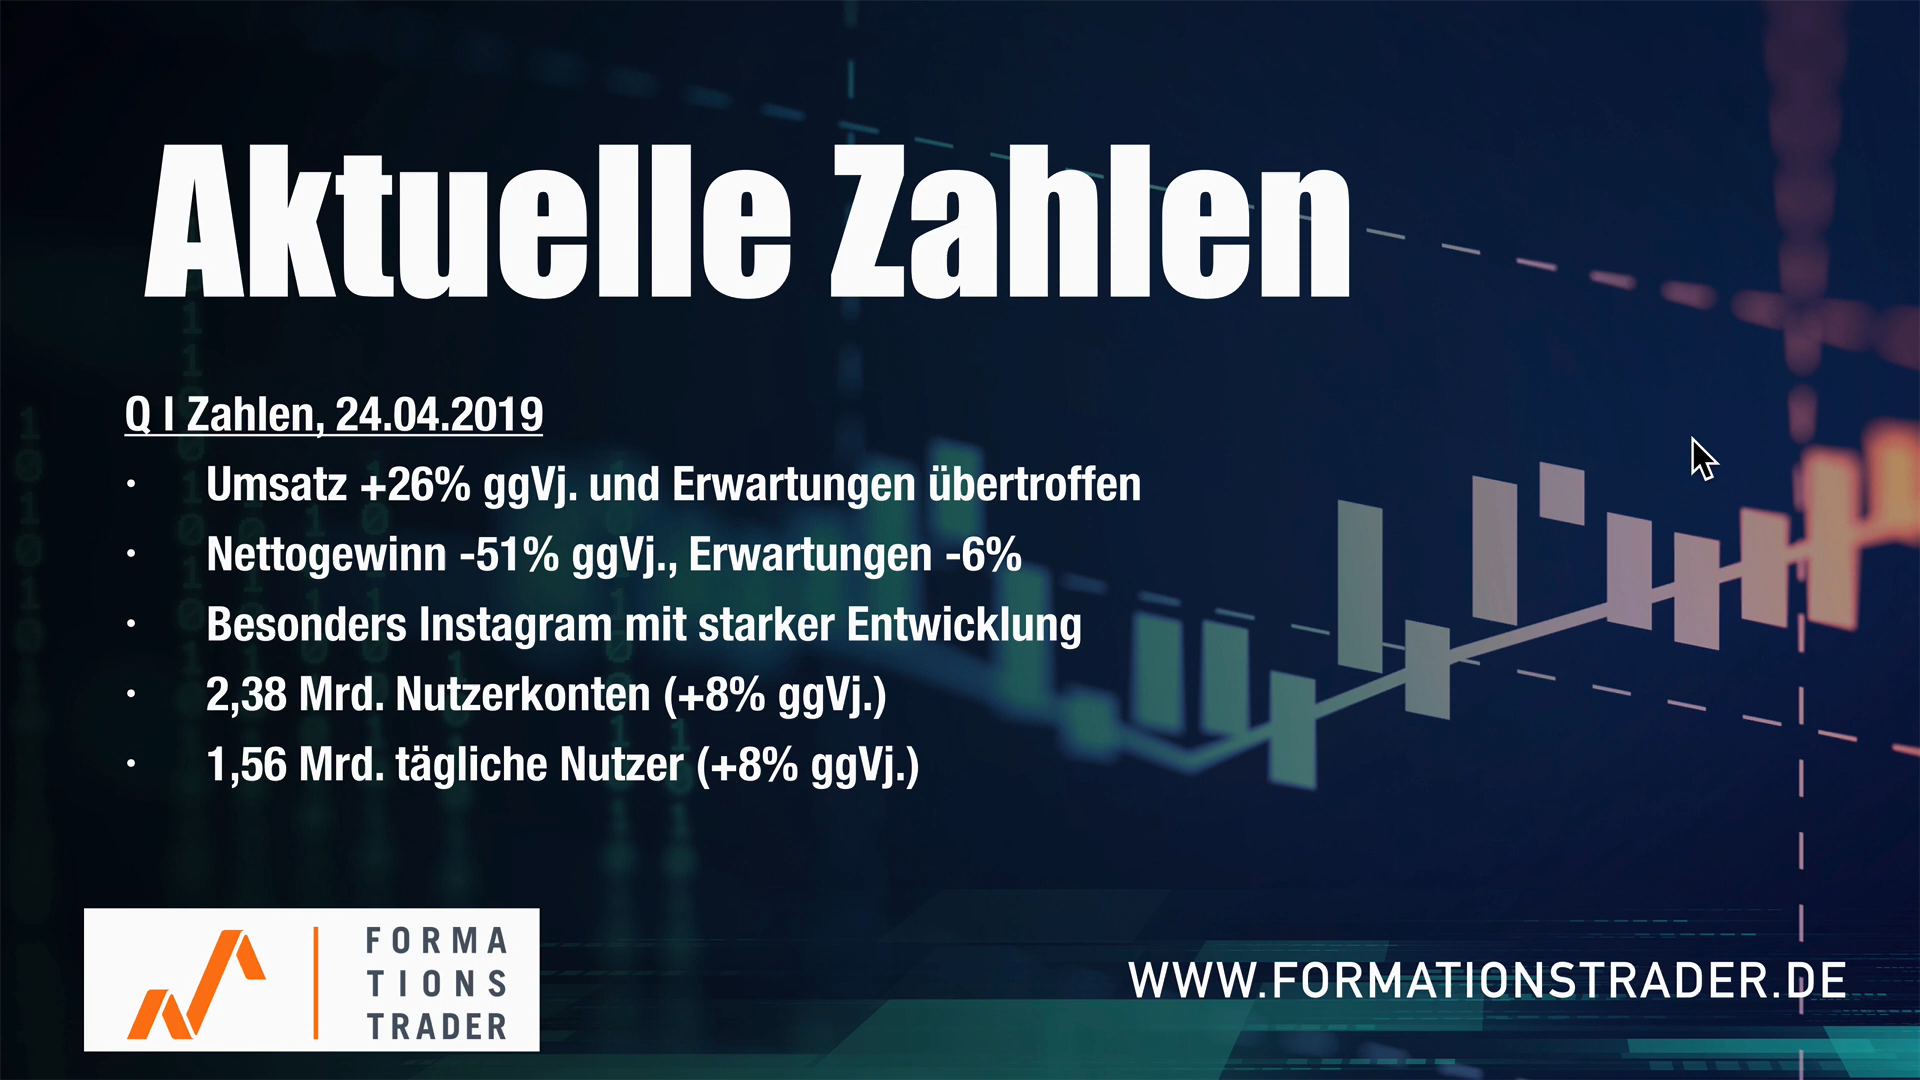 Aktuelle Zahlen
Q I Zahlen, 24.04.2019
· Umsatz +26% ggVj. und Erwartungen übertroffen
· Nettogewinn -51% ggVj., Erwartungen -6%
· Besonders Instagram mit starker Entwicklung
· 2,38 Mrd. Nutzerkonten (+8% ggVj.)
· 1,56 Mrd. tägliche Nutzer (+8% ggVj.)
FORMA
TIONS
TRADER
WWW.FORMATIONSTRADER.DE